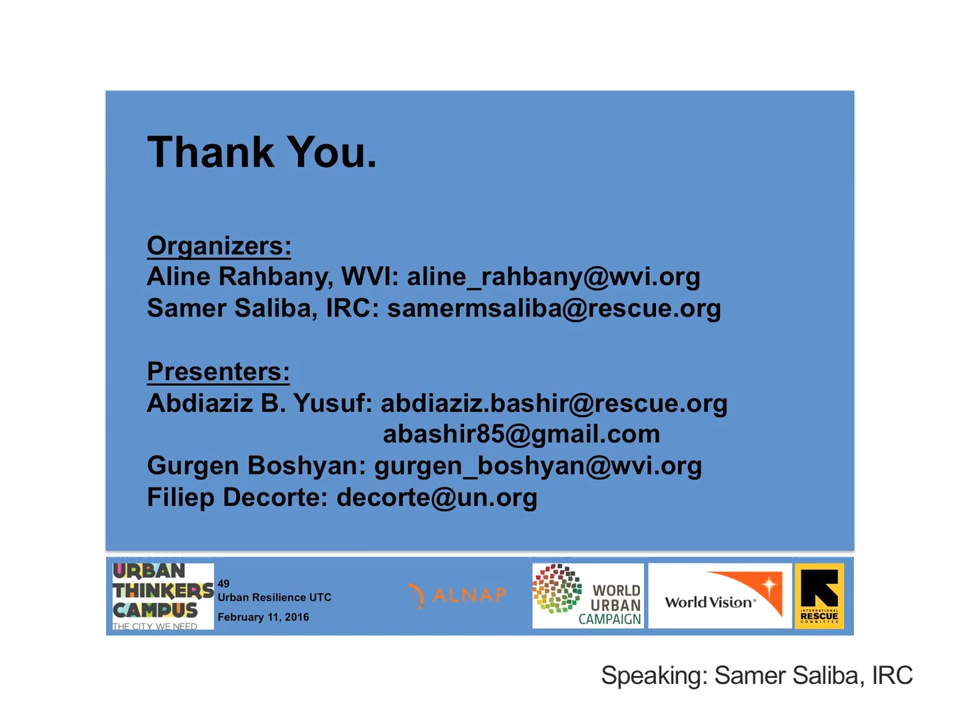 Thank You.
Organizers:
Aline Rahbany, WVI: aline_rahbany@wvi.org
Samer Saliba, IRC: samermsaliba@rescue.org
Presenters:
Abdiaziz B. Yusuf: abdiaziz.bashir@rescue.org
abashir85@gmail.com
Gurgen Boshyan: gurgen_boshyan@wvi.org
Filiep Decorte: decorte@un.org
URBAN
THINKERS
CAMPUS
THE CITY WE NEED
49
Urban Resilience UTC
February 11, 2016
ALNAP
WORLD
URBAN
CAMPAIGN
World Vision
INTERNATIONAL
RESCUE
COMMITTEE
Speaking: Samer Saliba, IRC